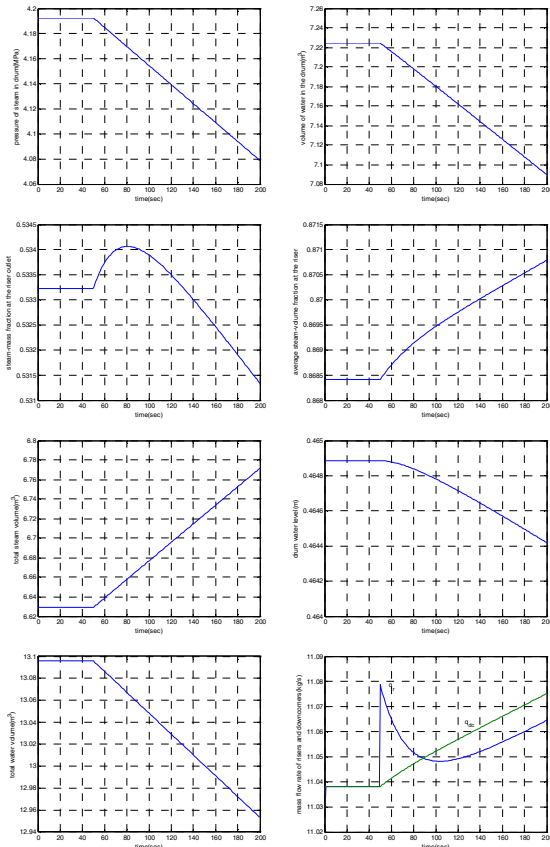 4.2
4.18
4.16
4.14
4.12
4.1
4.08
4.06
pressure of steam in drum(MPa)
0 20 40 60 80 100 120 140 160 180 200
time(sec)
7.26
7.24
7.22
7.2
7.18
7.16
7.14
7.12
7.1
7.08
volume of water in the drum(m³)
0 20 40 60 80 100 120 140 160 180 200
time(sec)
0.5345
0.534
0.5335
0.533
0.5325
0.532
0.5315
0.531
steam-mass fraction at the riser outlet
0 20 40 60 80 100 120 140 160 180 200
time(sec)
0.8715
0.871
0.8705
0.87
0.8695
0.869
0.8685
0.868
average steam-volume fraction at the riser
0 20 40 60 80 100 120 140 160 180 200
time(sec)
6.8
6.78
6.76
6.74
6.72
6.7
6.68
6.66
6.64
6.62
total steam volume(m³)
0 20 40 60 80 100 120 140 160 180 200
time(sec)
0.465
0.4648
0.4646
0.4644
0.4642
0.464
drum water level(m)
0 20 40 60 80 100 120 140 160 180 200
time(sec)
13.1
13.08
13.06
13.04
13.02
13
12.98
12.96
12.94
total water volume(m³)
0 20 40 60 80 100 120 140 160 180 200
time(sec)
11.09
11.08
11.07
11.06
11.05
11.04
11.03
11.02
mass flow rate of risers and downcomers(kg/s)
q_r
q_dc
0 20 40 60 80 100 120 140 160 180 200
time(sec)